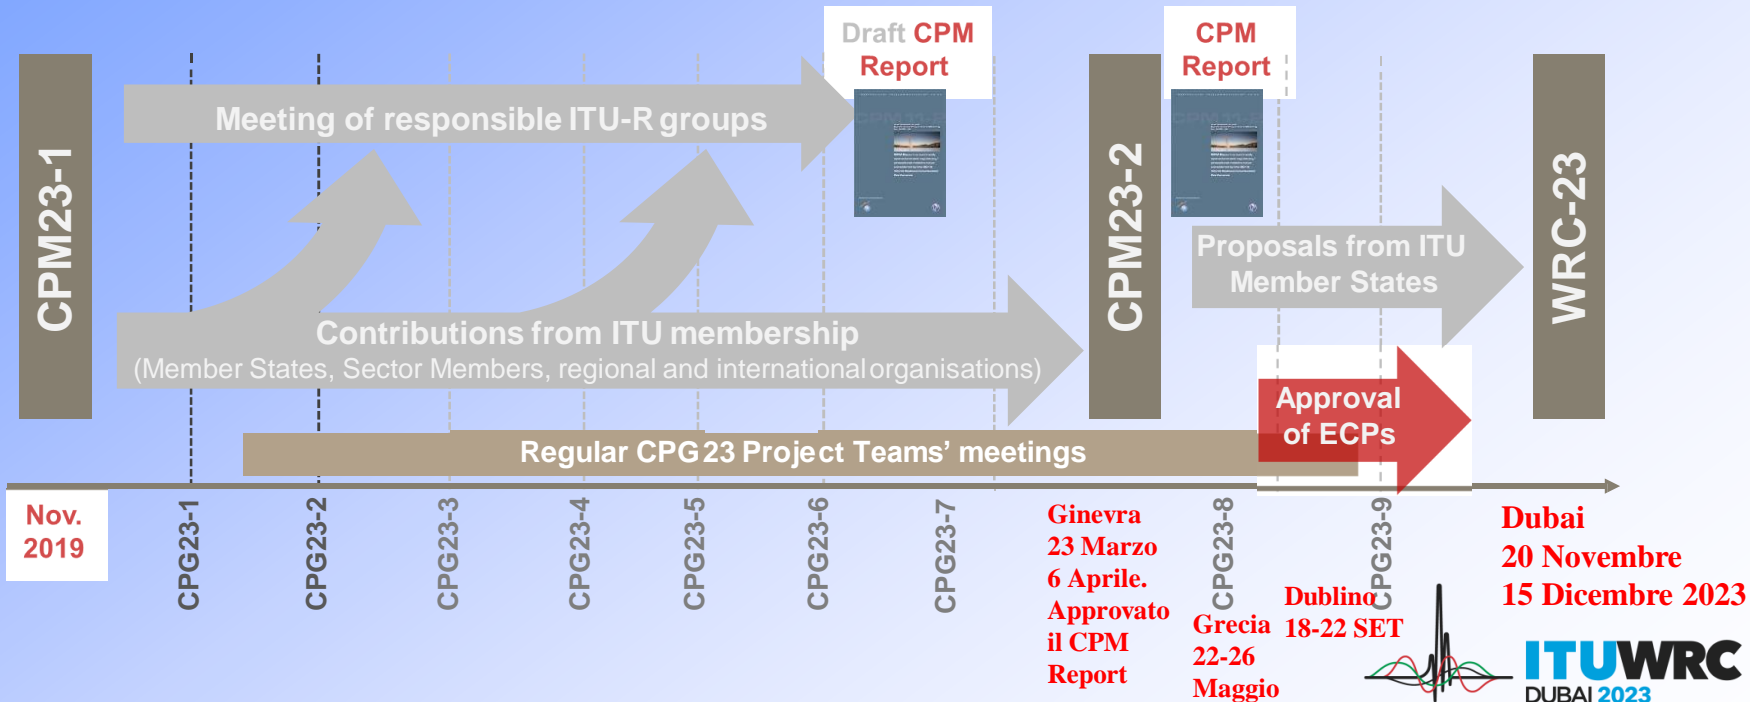 Draft CPM
Report
CPM
Report
CPM23-1
Meeting of responsible ITU-R groups
CPM23-2
WRC-23
Proposals from ITU
Member States
Contributions from ITU membership
(Member States, Sector Members, regional and international organisations)
Approval
of ECPs
Regular CPG23 Project Teams’ meetings
Nov.
2019
CPG23-1
CPG23-2
CPG23-3
CPG23-4
CPG23-5
CPG23-6
CPG23-7
Ginevra
23 Marzo
6 Aprile.
Approvato
il CPM
Report
CPG23-8
Grecia
22-26
Maggio
Dublino
18-22 SET
CPG23-9
Dubai
20 Novembre
15 Dicembre 2023
ITUWRC
DUBAI 2023